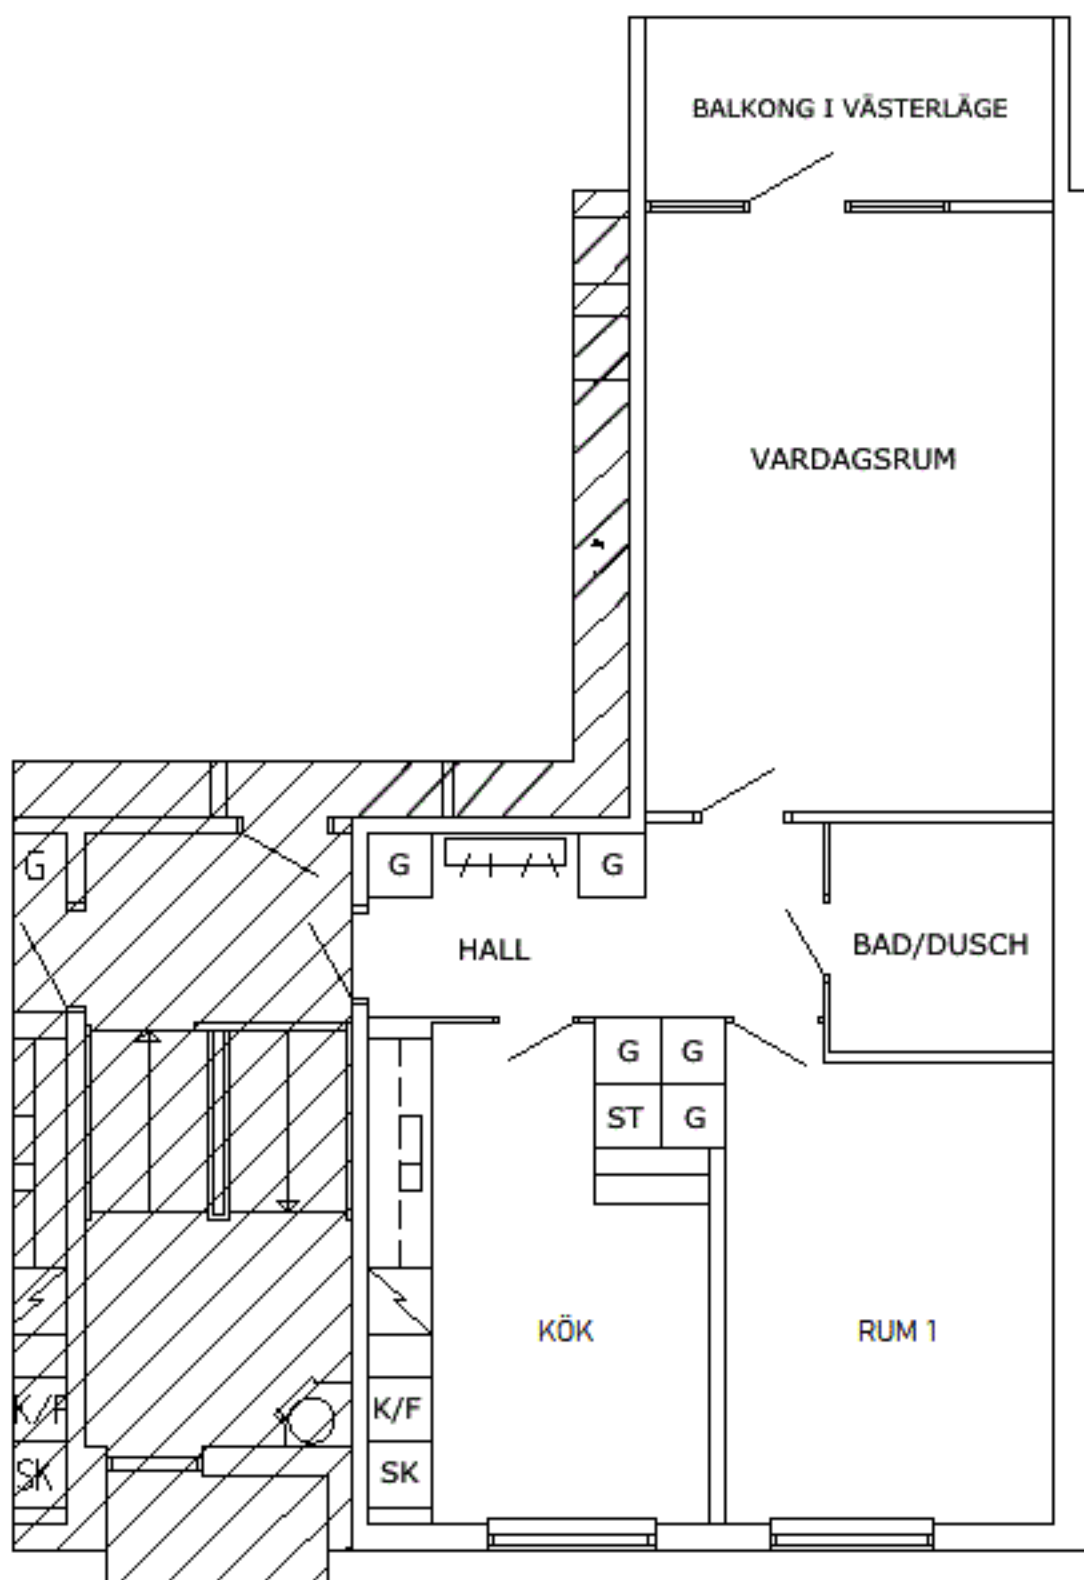 BALKONG I VÄSTERLÄGE
VARDAGSRUM
G
G
G
HALL
BAD/DUSCH
G
G
ST
G
KÖK
RUM 1
K/F
K/F
SK
SK